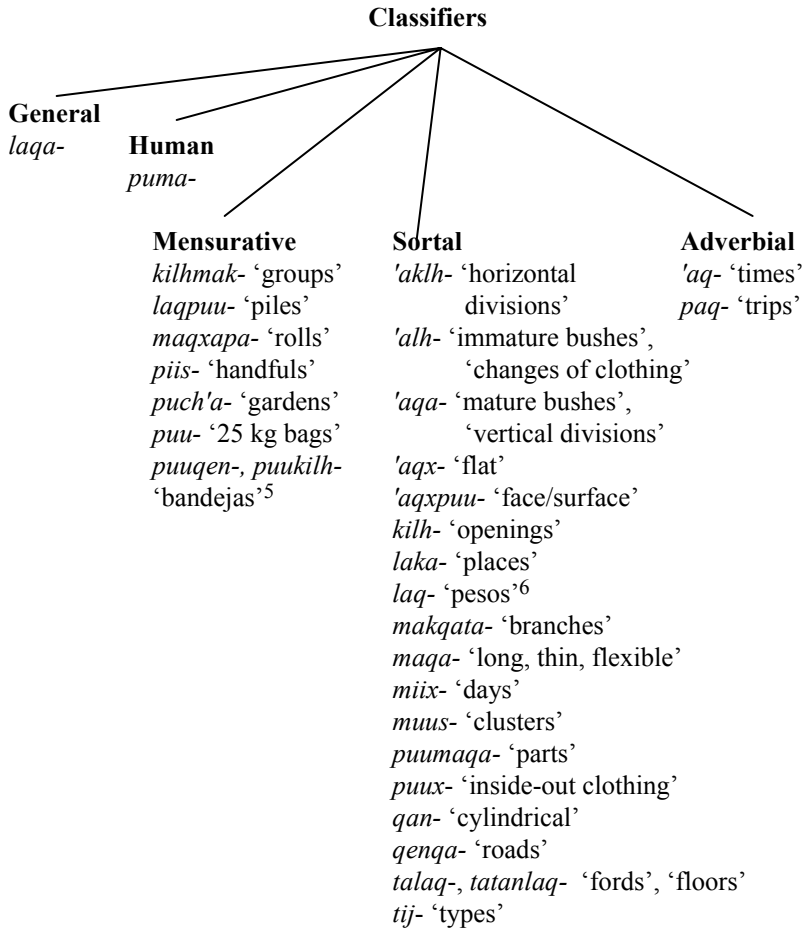 Classifiers
General
laqa-
Human
puma-
Mensurative
kilhmak- ‘groups’
laqpuu- ‘piles’
maqxapa- ‘rolls’
piis- ‘handfuls’
puch'a- ‘gardens’
puu- ‘25 kg bags’
puuqen-, puukilh-
‘bandejas’5
Sortal
'aklh- ‘horizontal
divisions’
'alh- ‘immature bushes’,
‘changes of clothing’
'aqa- ‘mature bushes’,
‘vertical divisions’
'aqx- ‘flat’
'aqxpuu- ‘face/surface’
kilh- ‘openings’
laka- ‘places’
laq- ‘pesos’6
makqata- ‘branches’
maqa- ‘long, thin, flexible’
miix- ‘days’
muus- ‘clusters’
puumaqa- ‘parts’
puux- ‘inside-out clothing’
qan- ‘cylindrical’
qenqa- ‘roads’
talaq-, tatanlaq- ‘fords’, ‘floors’
tij- ‘types’
Adverbial
'aq- ‘times’
paq- ‘trips’